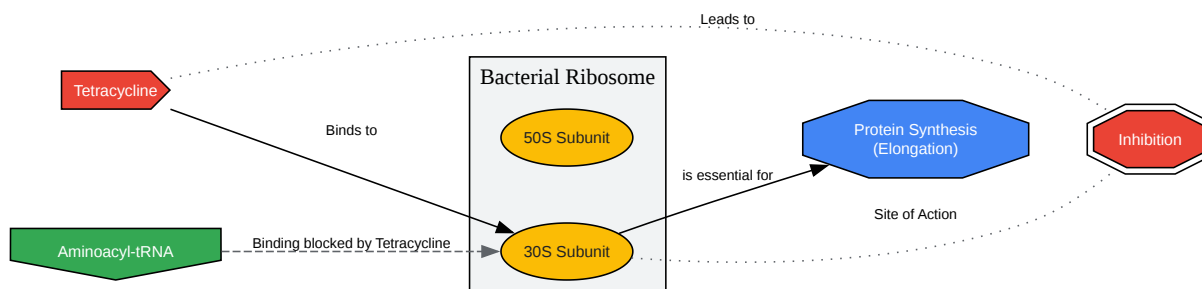 Leads to
Bacterial Ribosome
Tetracycline
Binds to
50S Subunit
Protein Synthesis
(Elongation)
Inhibition
is essential for
Site of Action
Aminoacyl-tRNA
Binding blocked by Tetracycline
30S Subunit